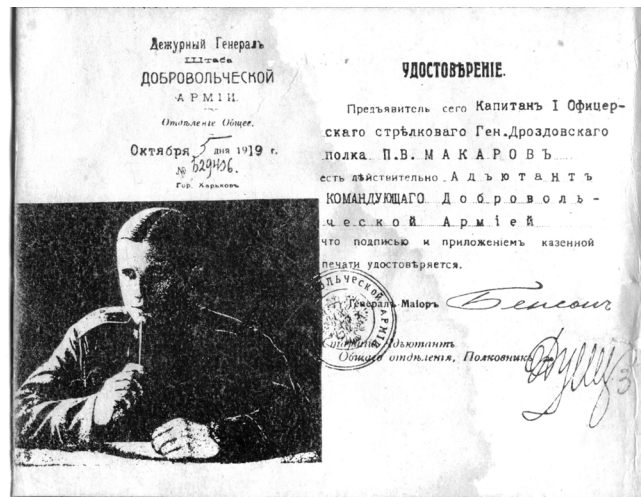 Дежурный Генералъ
Штаба
ДОБРОВОЛЬЧЕСКОЙ
АРМІИ.
Отдѣленіе Общее.
Октября 5 дня 1919 г.
№
Гор. Харьковъ
УДОСТОВѢРЕНІЕ.
Предъявитель сего Капитанъ I Офицер-
скаго стрѣлковаго Ген.Дроздовскаго
полка П.В.МАКАРОВЪ
есть дѣйствительно Адъютантъ
КОМАНДУЮЩАГО Доброволь-
ческой Арміей
что подписью и приложеніемъ казенной
печати удостовѣряется.
Генералъ-Маіоръ Бенсонъ
Старшій Адъютантъ
Общаго отдѣленія, Полковникъ